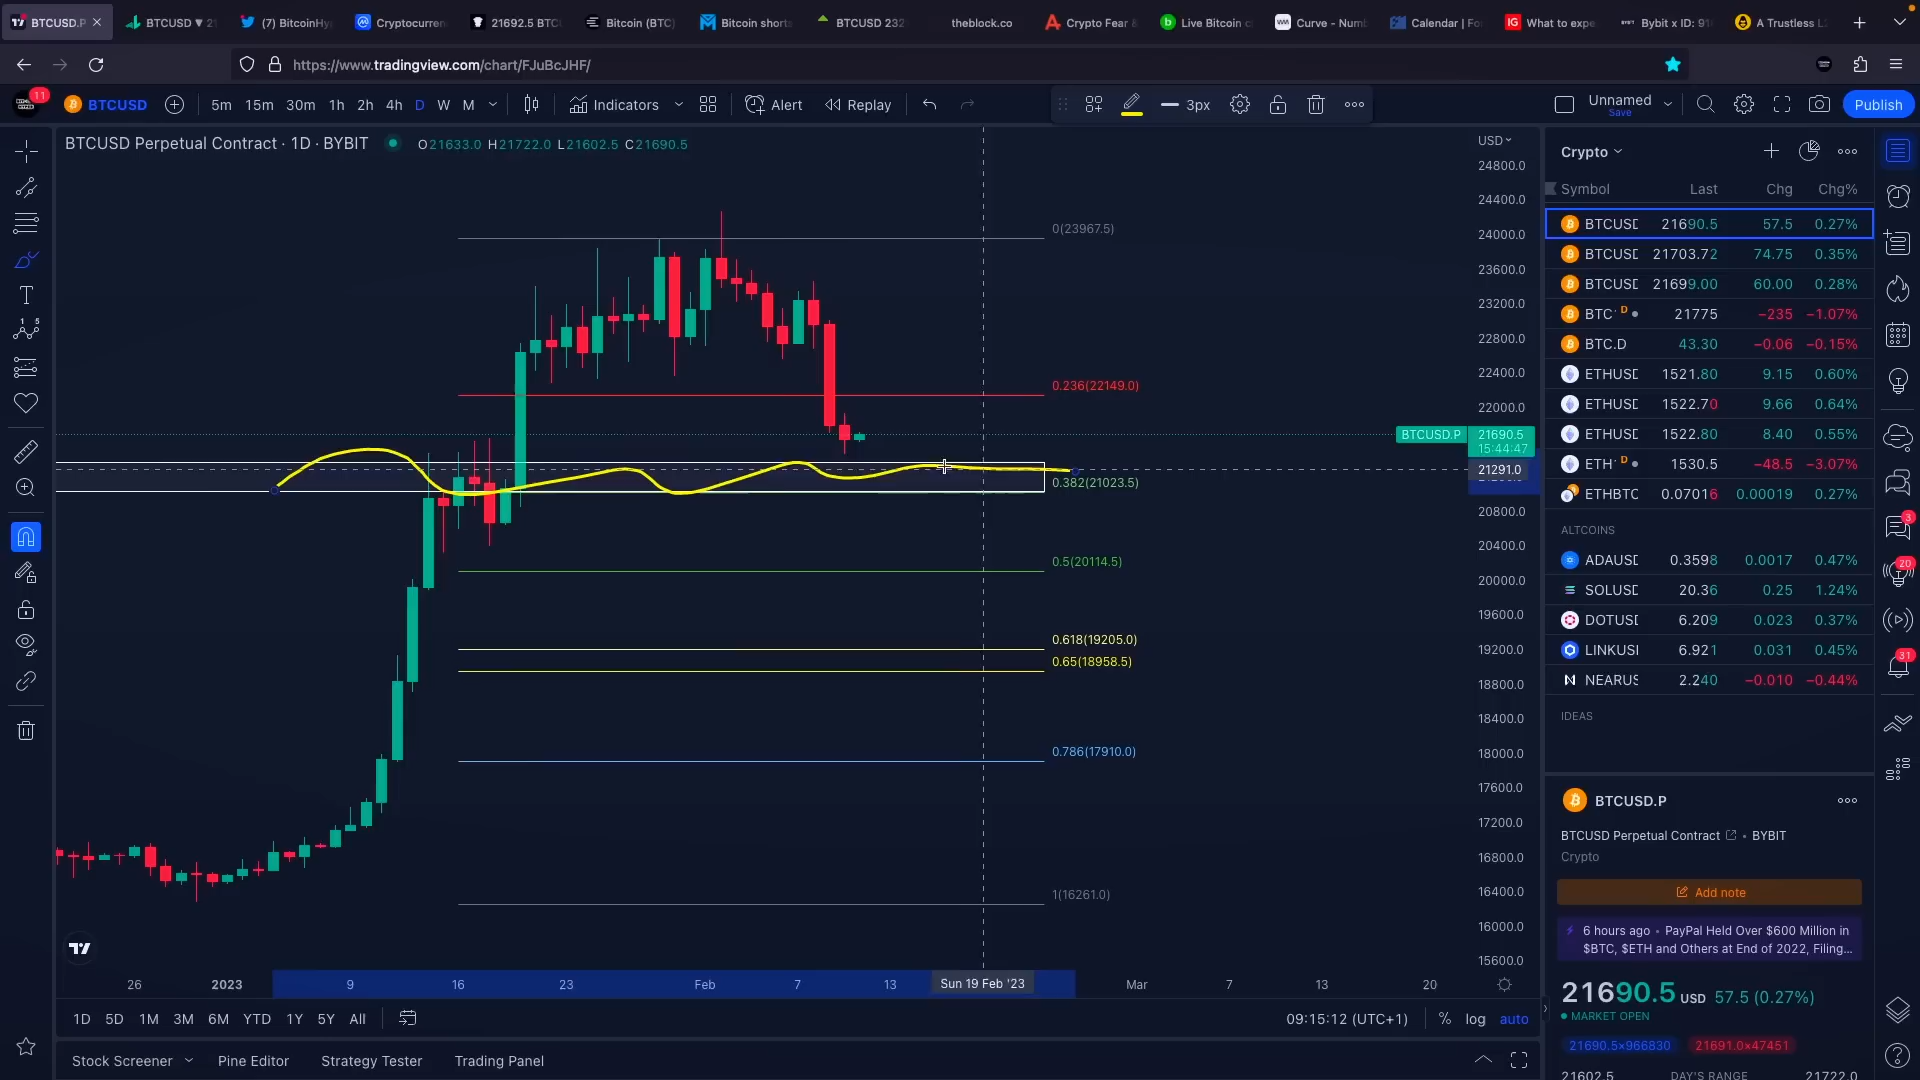 BTCUSD.P
BTCUSD ▼ 21
(7) BitcoinHy
Cryptocurren
21692.5 BTCU
Bitcoin (BTC)
Bitcoin shorts
BTCUSD 232
theblock.co
Crypto Fear &
Live Bitcoin c
Curve - Numb
Calendar | Fo
IG What to expe
Bybit x ID: 91
A Trustless L
https://www.tradingview.com/chart/FJuBcJHF/
11
BTCUSD
5m 15m 30m 1h 2h 4h D W M
Indicators
Alert
Replay
3px
Unnamed
Save
Publish
BTCUSD Perpetual Contract · 1D · BYBIT
O21633.0 H21722.0 L21602.5 C21690.5
USD
24800.0
24400.0
24000.0
23600.0
23200.0
22800.0
22400.0
22000.0
BTCUSD.P 21690.5
15:44:47
21291.0
20800.0
20400.0
20000.0
19600.0
19200.0
18800.0
18400.0
18000.0
17600.0
17200.0
16800.0
16400.0
16000.0
15600.0
0(23967.5)
0.236(22149.0)
0.382(21023.5)
0.5(20114.5)
0.618(19205.0)
0.65(18958.5)
0.786(17910.0)
1(16261.0)
26 2023 9 16 23 Feb 7 13 Sun 19 Feb '23 Mar 7 13 20
1D 5D 1M 3M 6M YTD 1Y 5Y All
09:15:12 (UTC+1) % log auto
Stock Screener Pine Editor Strategy Tester Trading Panel
Crypto
Symbol Last Chg Chg%
BTCUSD 21690.5 57.5 0.27%
BTCUSD 21703.72 74.75 0.35%
BTCUSD 21699.00 60.00 0.28%
BTC D 21775 −235 −1.07%
BTC.D 43.30 −0.06 −0.15%
ETHUSD 1521.80 9.15 0.60%
ETHUSD 1522.70 9.66 0.64%
ETHUSD 1522.80 8.40 0.55%
ETH D 1530.5 −48.5 −3.07%
ETHBTC 0.07016 0.00019 0.27%
ALTCOINS
ADAUSD 0.3598 0.0017 0.47%
SOLUSD 20.36 0.25 1.24%
DOTUSD 6.209 0.023 0.37%
LINKUSI 6.921 0.031 0.45%
NEARUS 2.240 −0.010 −0.44%
IDEAS
BTCUSD.P
BTCUSD Perpetual Contract • BYBIT
Crypto
Add note
6 hours ago • PayPal Held Over $600 Million in
$BTC, $ETH and Others at End of 2022, Filing...
21690.5 USD 57.5 (0.27%)
MARKET OPEN
21690.5×966830 21691.0×47451
21602.5 DAY'S RANGE 21722.0
3
20
31